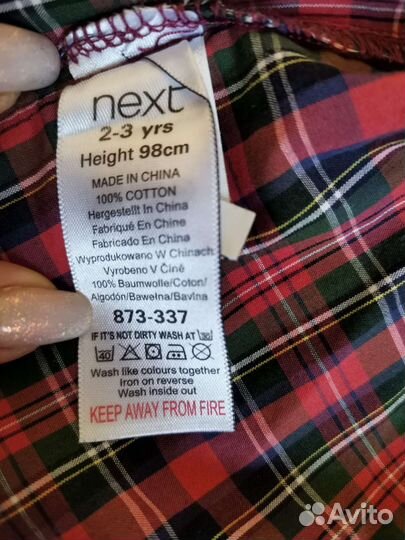 next
2-3 yrs
Height 98cm
MADE IN CHINA
100% COTTON
Hergestellt In China
Fabriqué En Chine
Fabricado En China
Wyprodukowano W Chinach
Vyrobeno V Číně
100% Baumwolle/Coton/
Algodón/Bawełna/Bavlna
873-337
IF IT'S NOT DIRTY WASH AT 30
40
Wash like colours together
Iron on reverse
Wash inside out
KEEP AWAY FROM FIRE
Avito